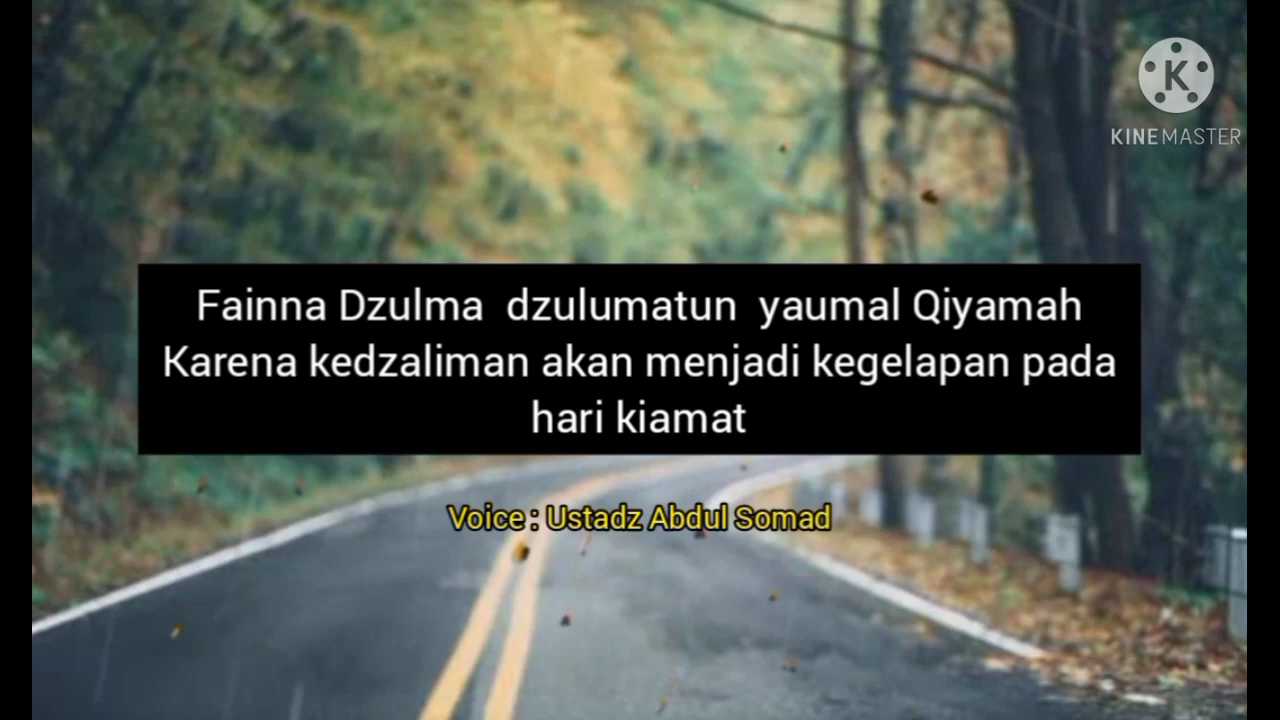 K
KINEMASTER
Fainna Dzulma dzulumatun yaumal Qiyamah
Karena kedzaliman akan menjadi kegelapan pada
hari kiamat
Voice : Ustadz Abdul Somad